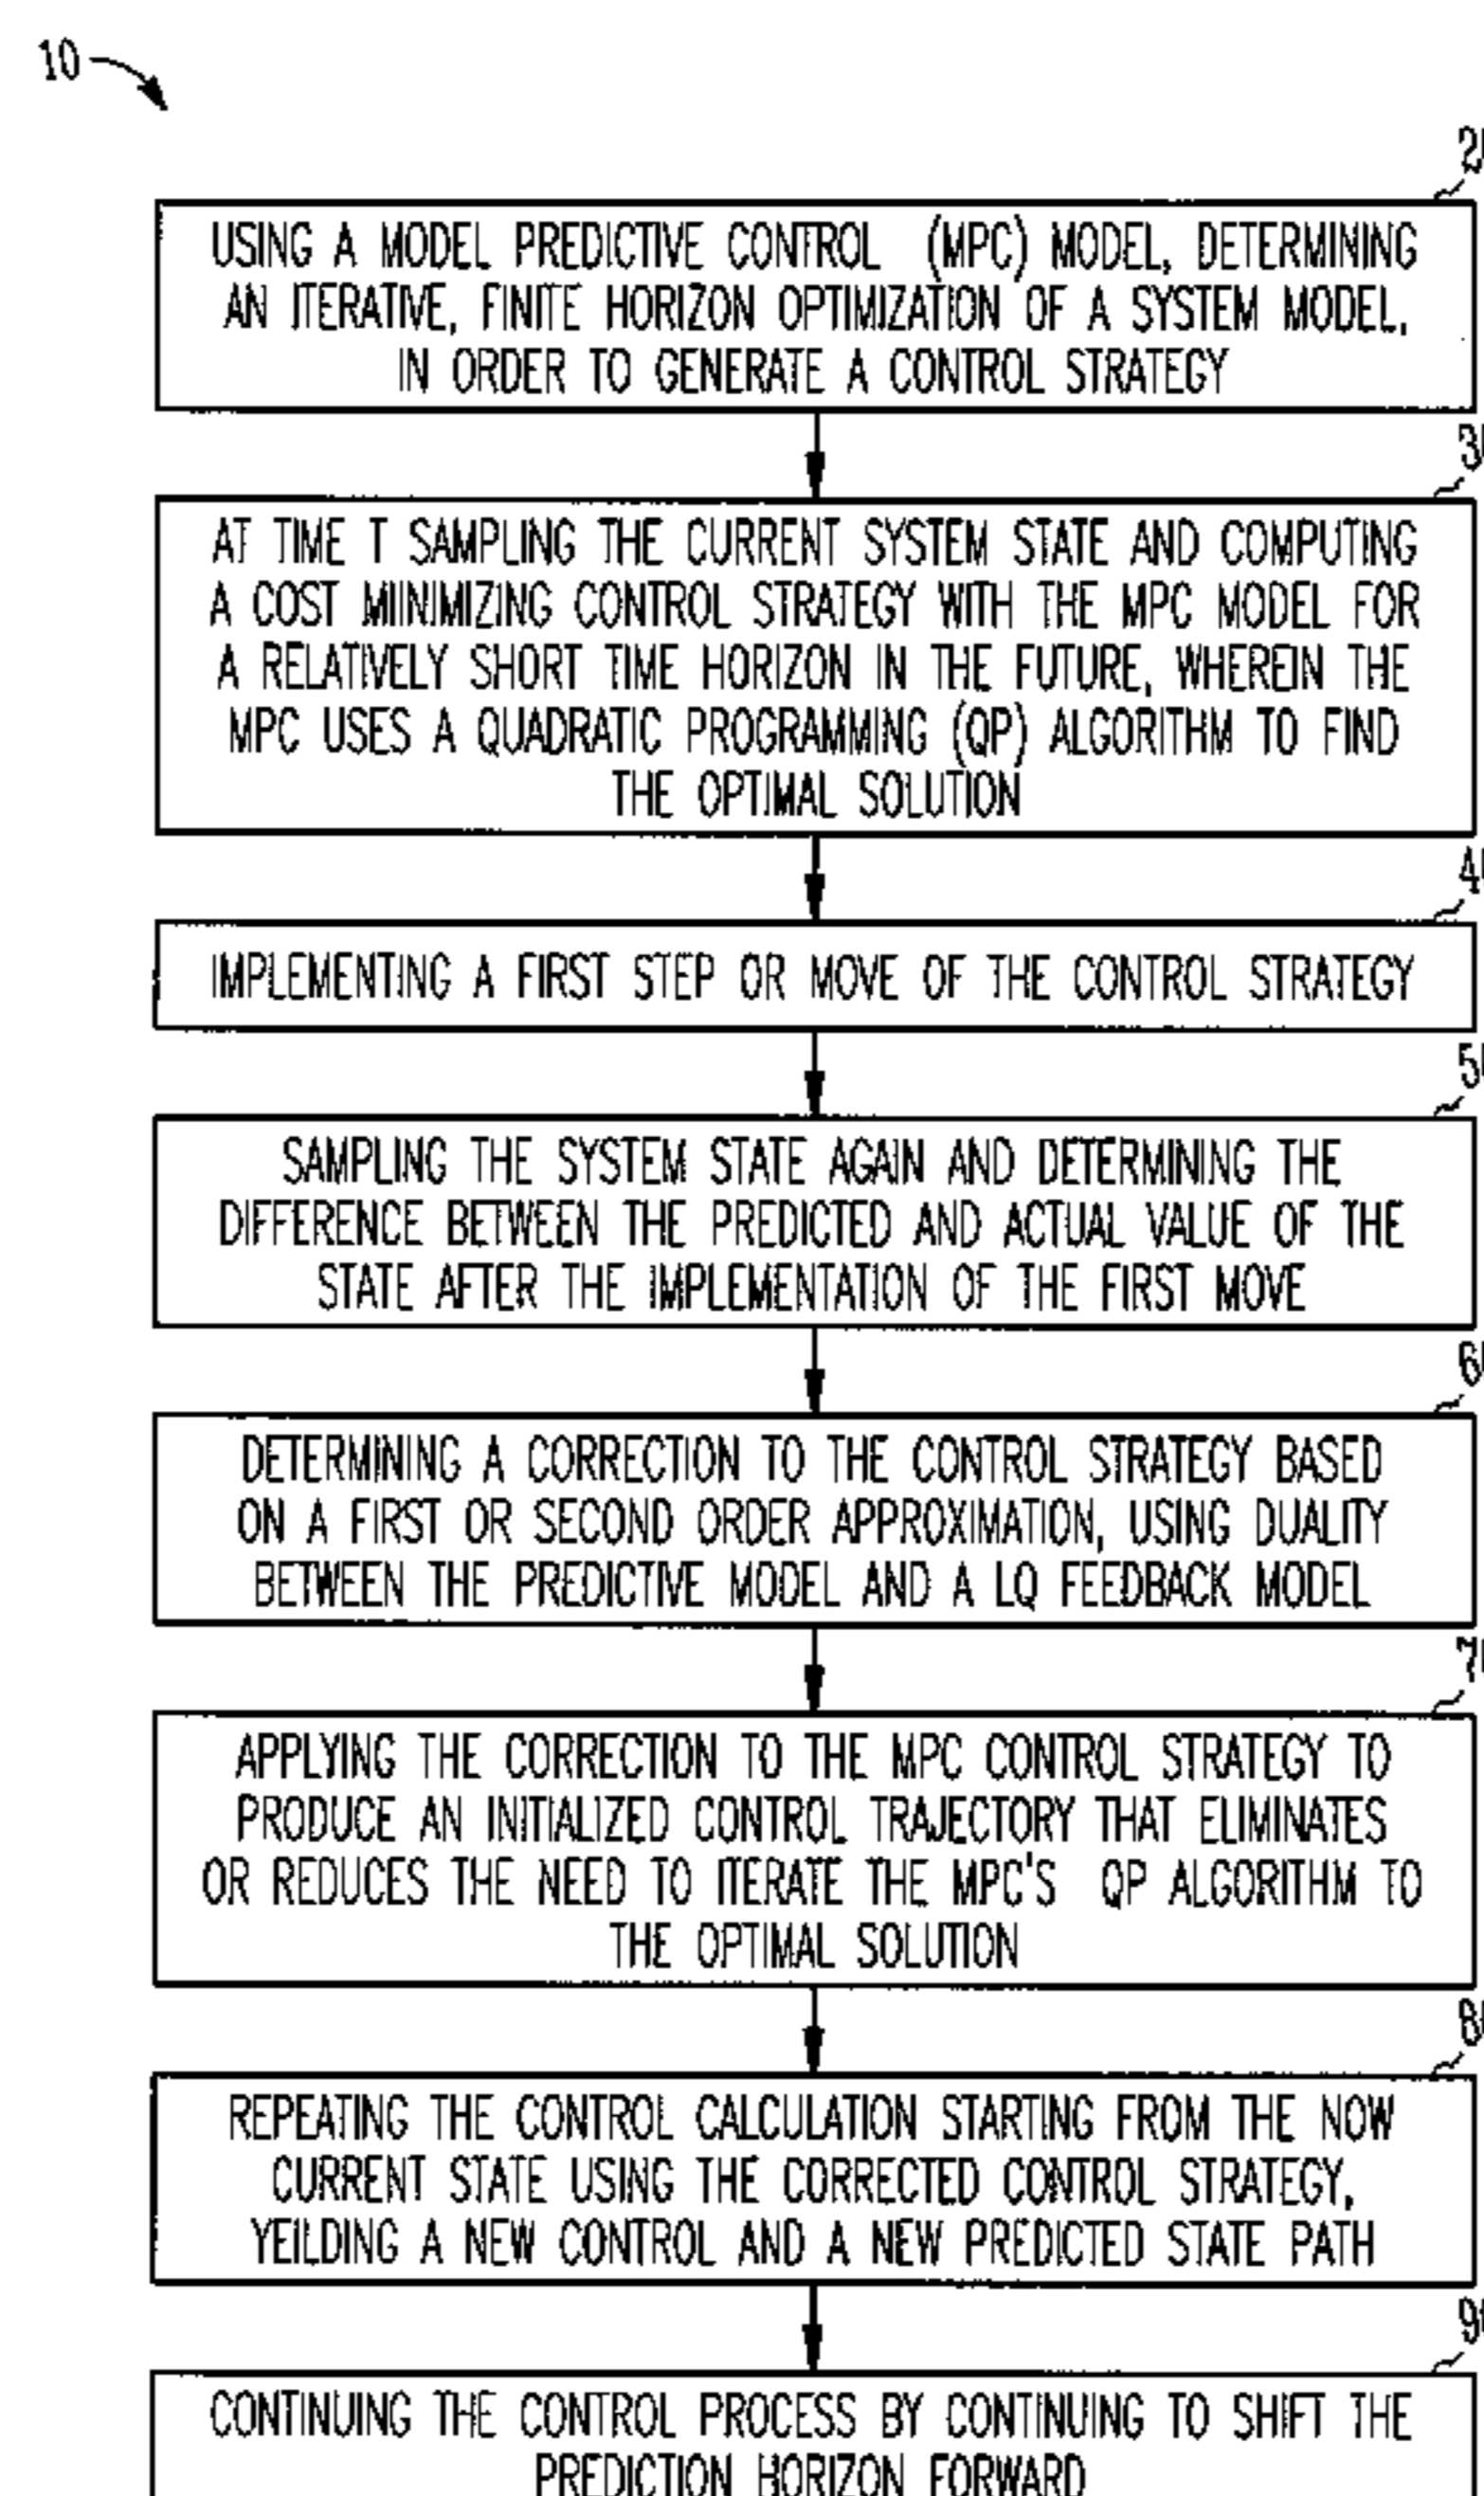 10
USING A MODEL PREDICTIVE CONTROL (MPC) MODEL, DETERMINING
AN ITERATIVE, FINITE HORIZON OPTIMIZATION OF A SYSTEM MODEL,
IN ORDER TO GENERATE A CONTROL STRATEGY
AT TIME T SAMPLING THE CURRENT SYSTEM STATE AND COMPUTING
A COST MIINIMIZING CONTROL STRATEGY WITH THE MPC MODEL FOR
A RELATIVELY SHORT TIME HORIZON IN THE FUTURE, WHEREIN THE
MPC USES A QUADRATIC PROGRAMMING (QP) ALGORITHM TO FIND
THE OPTIMAL SOLUTION
IMPLEMENTING A FIRST STEP OR MOVE OF THE CONTROL STRATEGY
SAMPLING THE SYSTEM STATE AGAIN AND DETERMINING THE
DIFFERENCE BETWEEN THE PREDICTED AND ACTUAL VALUE OF THE
STATE AFTER THE IMPLEMENTATION OF THE FIRST MOVE
DETERMINING A CORRECTION TO THE CONTROL STRATEGY BASED
ON A FIRST OR SECOND ORDER APPROXIMATION, USING DUALITY
BETWEEN THE PREDICTIVE MODEL AND A LQ FEEDBACK MODEL
APPLYING THE CORRECTION TO THE MPC CONTROL STRATEGY TO
PRODUCE AN INITIALIZED CONTROL TRAJECTORY THAT ELIMINATES
OR REDUCES THE NEED TO ITERATE THE MPC'S QP ALGORITHM TO
THE OPTIMAL SOLUTION
REPEATING THE CONTROL CALCULATION STARTING FROM THE NOW
CURRENT STATE USING THE CORRECTED CONTROL STRATEGY,
YEILDING A NEW CONTROL AND A NEW PREDICTED STATE PATH
CONTINUING THE CONTROL PROCESS BY CONTINUING TO SHIFT THE
PREDICTION HORIZON FORWARD